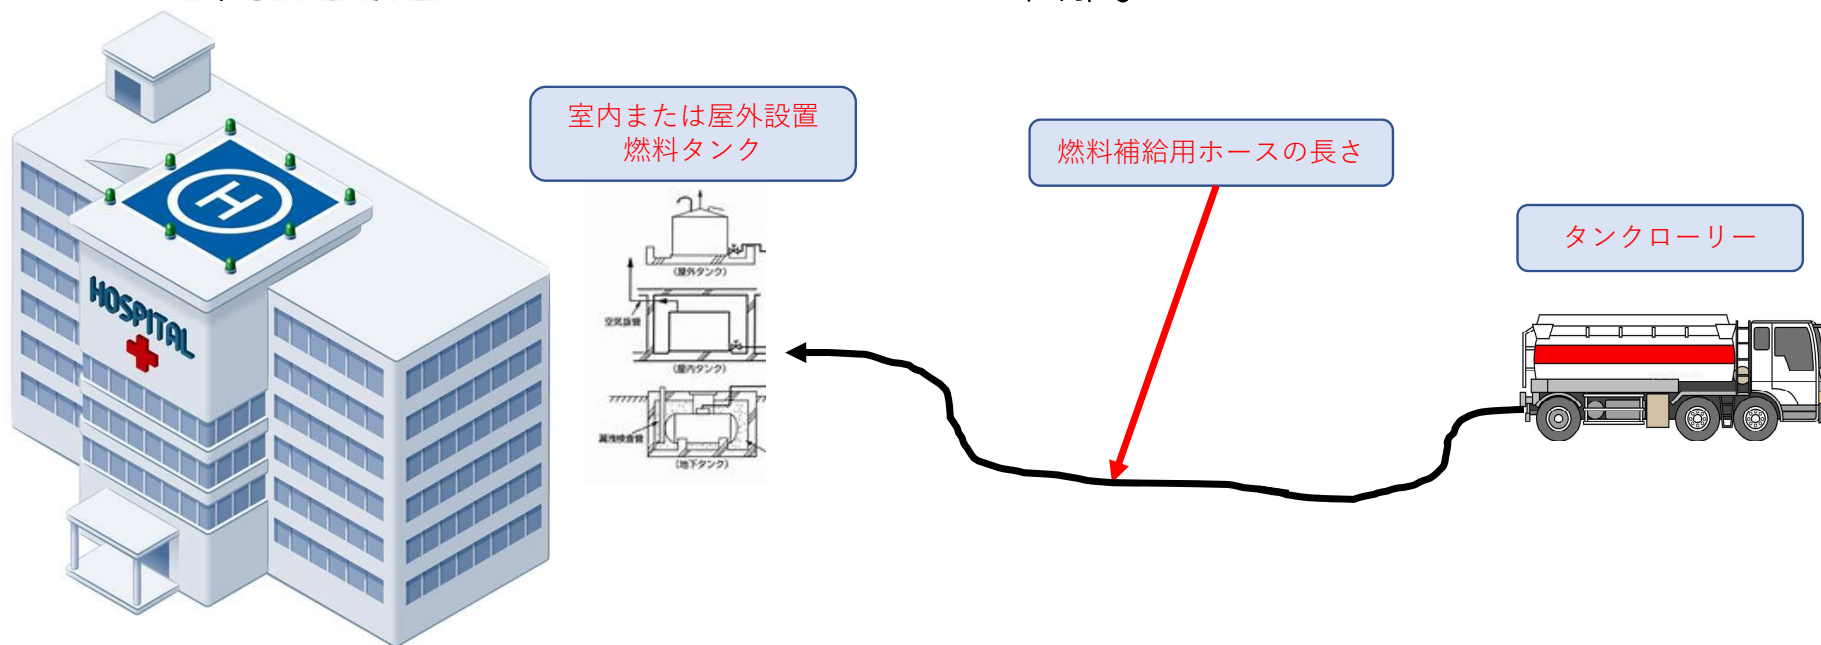 室内または屋外設置
燃料タンク
燃料補給用ホースの長さ
タンクローリー
HOSPITAL
H
(屋外タンク)
空気抜管
(屋内タンク)
漏洩検査管
(地下タンク)